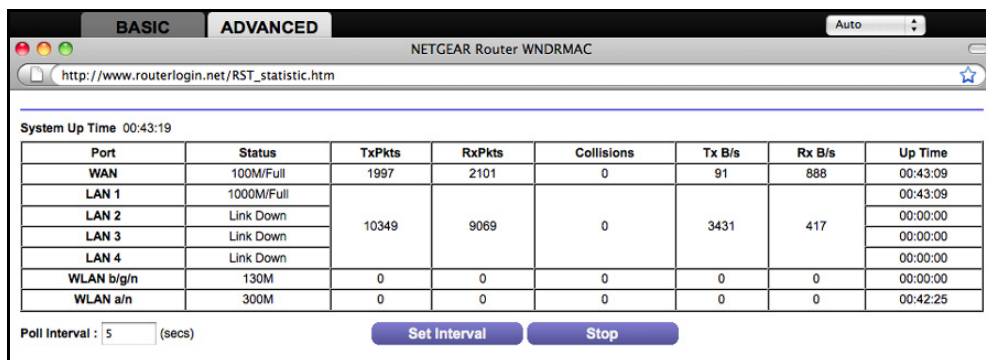 BASIC ADVANCED Auto
NETGEAR Router WNDRMAC
http://www.routerlogin.net/RST_statistic.htm
System Up Time 00:43:19
Port Status TxPkts RxPkts Collisions Tx B/s Rx B/s Up Time
WAN 100M/Full 1997 2101 0 91 888 00:43:09
LAN 1 1000M/Full 10349 9069 0 3431 417 00:43:09
LAN 2 Link Down 00:00:00
LAN 3 Link Down 00:00:00
LAN 4 Link Down 00:00:00
WLAN b/g/n 130M 0 0 0 0 0 00:00:00
WLAN a/n 300M 0 0 0 0 0 00:42:25
Poll Interval : 5 (secs) Set Interval Stop